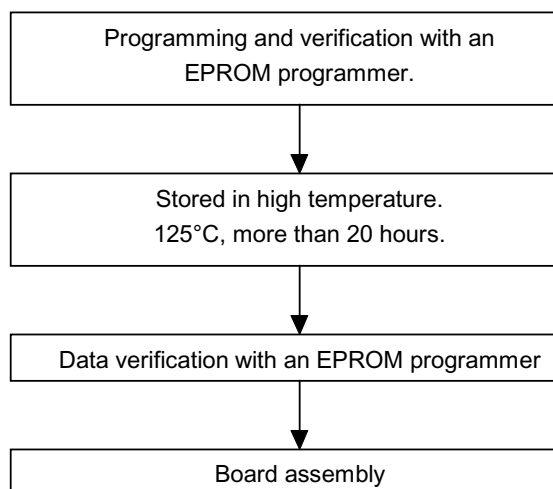 Programming and verification with an
EPROM programmer.
Stored in high temperature.
125°C, more than 20 hours.
Data verification with an EPROM programmer
Board assembly